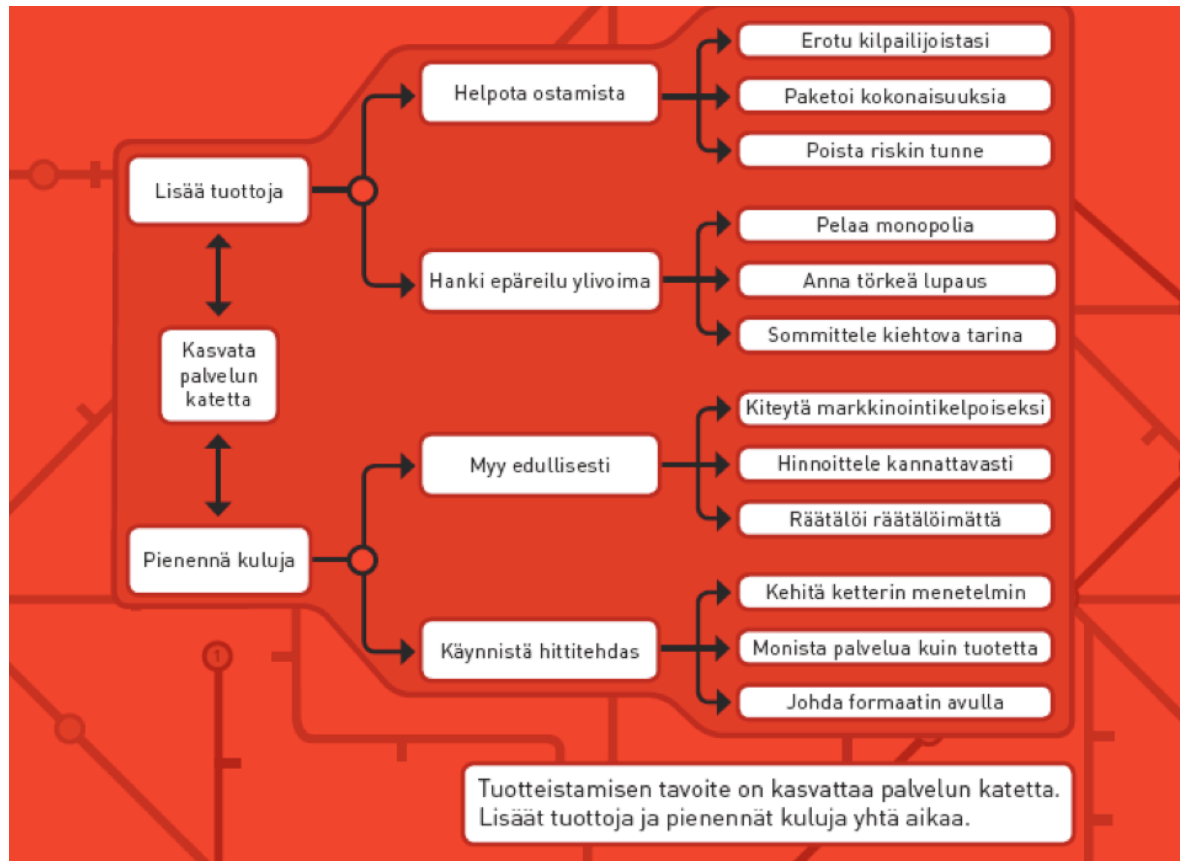 Erotu kilpailijoistasi
Helpota ostamista
Paketoi kokonaisuuksia
Poista riskin tunne
Lisää tuottoja
Pelaa monopolia
Hanki epäreilu ylivoima
Anna törkeä lupaus
Sommittele kiehtova tarina
Kasvata
palvelun
katetta
Kiteytä markkinointikelpoiseksi
Myy edullisesti
Hinnoittele kannattavasti
Räätälöi räätälöimättä
Pienennä kuluja
Kehitä ketterin menetelmin
Käynnistä hittitehdas
Monista palvelua kuin tuotetta
Johda formaatin avulla
1
Tuotteistamisen tavoite on kasvattaa palvelun katetta.
Lisäät tuottoja ja pienennät kuluja yhtä aikaa.